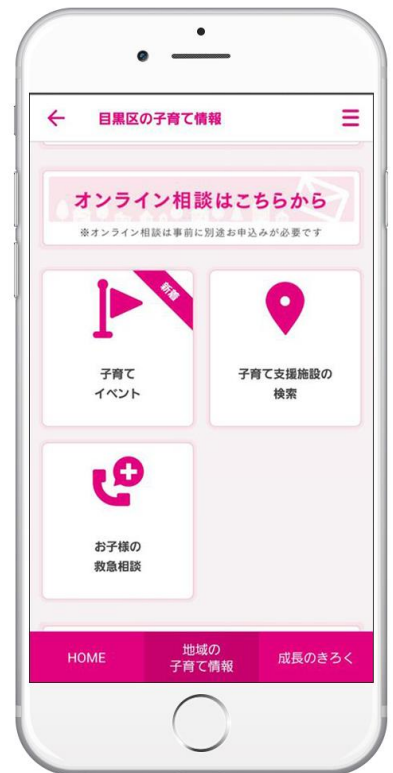 目黒区の子育て情報
オンライン相談はこちらから
※オンライン相談は事前に別途お申込みが必要です
新着
子育て
イベント
子育て支援施設の
検索
お子様の
救急相談
HOME
地域の
子育て情報
成長のきろく